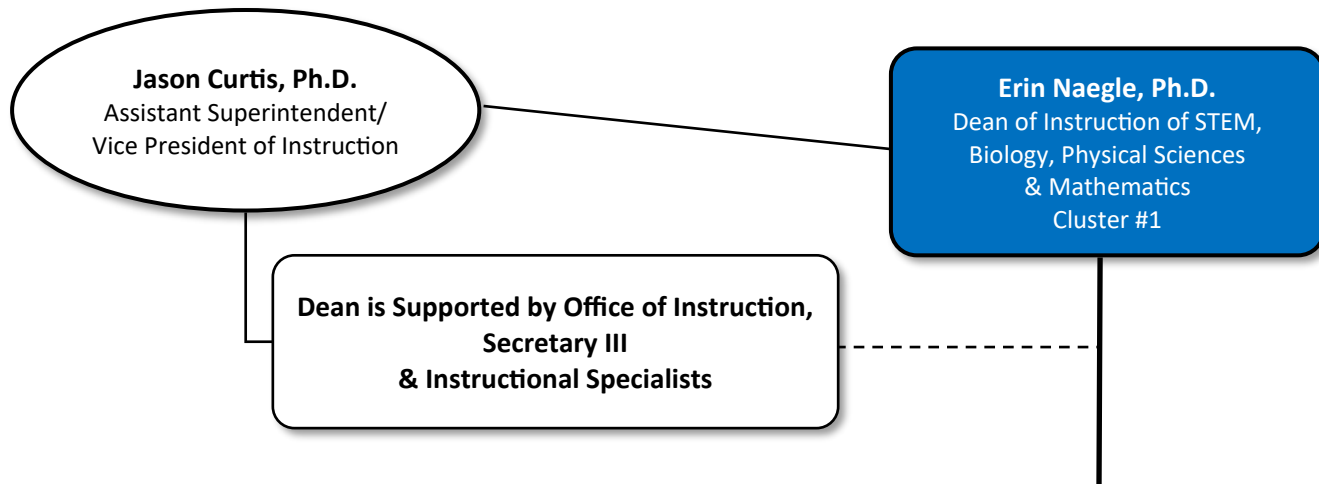 Jason Curtis, Ph.D.
Assistant Superintendent/
Vice President of Instruction
Erin Naegle, Ph.D.
Dean of Instruction of STEM,
Biology, Physical Sciences
& Mathematics
Cluster #1
Dean is Supported by Office of Instruction,
Secretary III
& Instructional Specialists